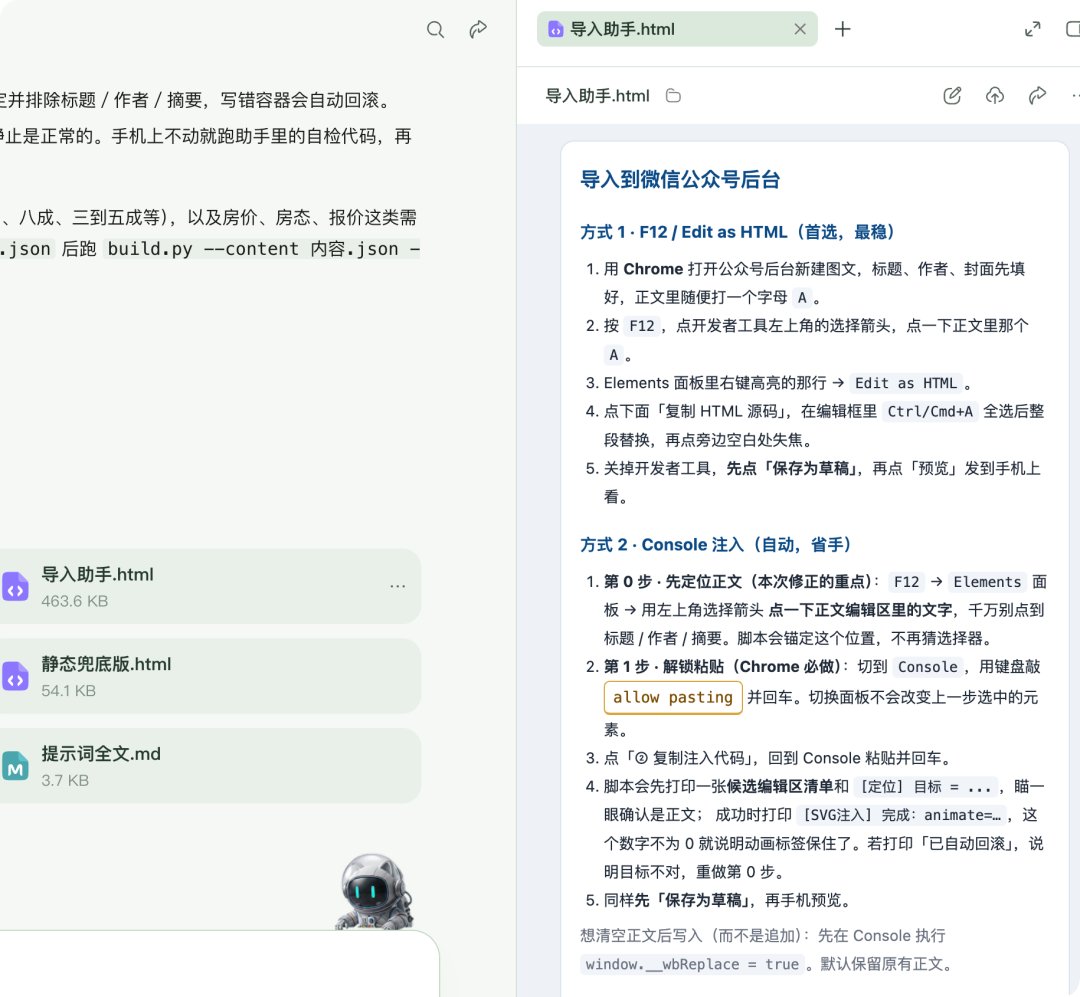 定并排除标题 / 作者 / 摘要，写错容器会自动回滚。
静止是正常的。手机上不动就跑助手里的自检代码，再
、八成、三到五成等），以及房价、房态、报价这类需
.json 后跑 build.py --content 内容.json -
导入助手.html
463.6 KB
静态兜底版.html
54.1 KB
提示词全文.md
3.7 KB
导入助手.html
导入助手.html
导入到微信公众号后台
方式 1 · F12 / Edit as HTML（首选，最稳）
1. 用 Chrome 打开公众号后台新建图文，标题、作者、封面先填
好，正文里随便打一个字母 A 。
2. 按 F12 ，点开发者工具左上角的选择箭头，点一下正文里那个
A 。
3. Elements 面板里右键高亮的那行 → Edit as HTML 。
4. 点下面「复制 HTML 源码」，在编辑框里 Ctrl/Cmd+A 全选后整
段替换，再点旁边空白处失焦。
5. 关掉开发者工具，先点「保存为草稿」，再点「预览」发到手机上
看。
方式 2 · Console 注入（自动，省手）
1. 第 0 步 · 先定位正文（本次修正的重点）： F12 → Elements 面
板 → 用左上角选择箭头 点一下正文编辑区里的文字，千万别点到
标题 / 作者 / 摘要。脚本会锚定这个位置，不再猜选择器。
2. 第 1 步 · 解锁粘贴（Chrome 必做）：切到 Console ，用键盘敲
allow pasting 并回车。切换面板不会改变上一步选中的元
素。
3. 点「② 复制注入代码」，回到 Console 粘贴并回车。
4. 脚本会先打印一张候选编辑区清单和 [定位] 目标 = ... ，瞄一
眼确认是正文； 成功时打印 [SVG注入] 完成：animate=… ，这
个数字不为 0 就说明动画标签保住了。若打印「已自动回滚」，说
明目标不对，重做第 0 步。
5. 同样先「保存为草稿」，再手机预览。
想清空正文后写入（而不是追加）：先在 Console 执行
window.__wbReplace = true 。默认保留原有正文。